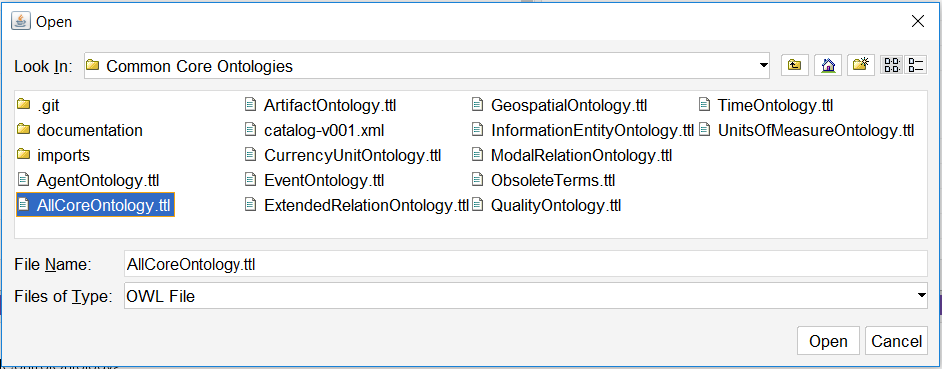 Open
Look In: Common Core Ontologies
.git
documentation
imports
AgentOntology.ttl
AllCoreOntology.ttl
ArtifactOntology.ttl
catalog-v001.xml
CurrencyUnitOntology.ttl
EventOntology.ttl
ExtendedRelationOntology.ttl
GeospatialOntology.ttl
InformationEntityOntology.ttl
ModalRelationOntology.ttl
ObsoleteTerms.ttl
QualityOntology.ttl
TimeOntology.ttl
UnitsOfMeasureOntology.ttl
File Name: AllCoreOntology.ttl
Files of Type: OWL File
Open Cancel